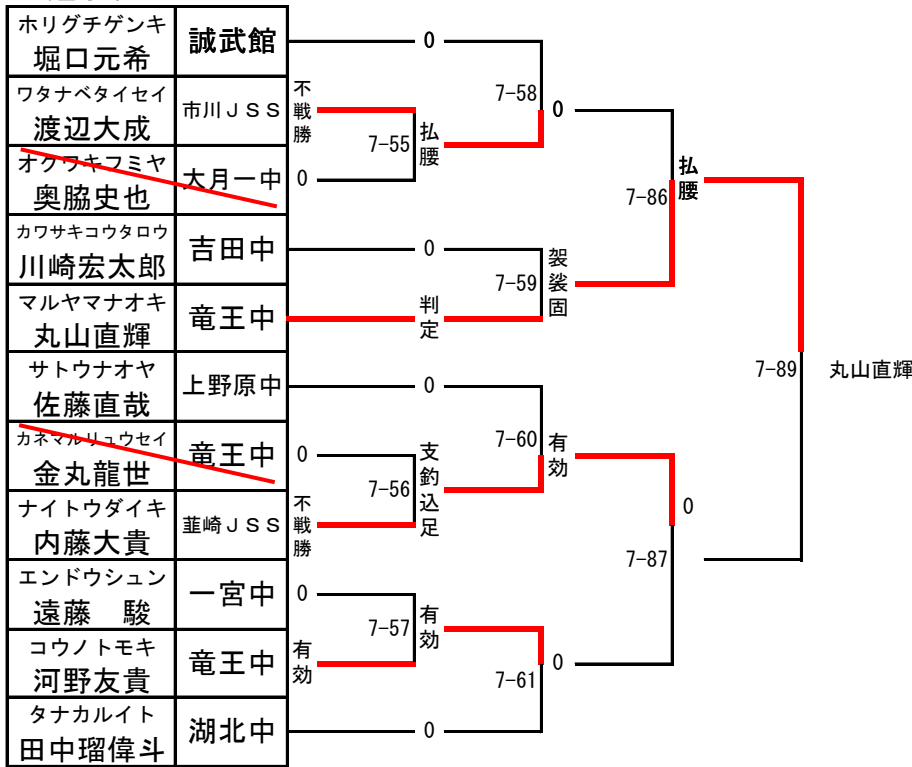 ホリグチゲンキ
堀口元希
誠武館
0
ワタナベタイセイ
渡辺大成
市川ＪＳＳ
不戦勝
7-55
払腰
7-58
0
オクワキフミヤ
奥脇史也
大月一中
0
7-86
払腰
カワサキコウタロウ
川崎宏太郎
吉田中
0
7-59
袈裟固
マルヤマナオキ
丸山直輝
竜王中
判定
7-89
丸山直輝
サトウナオヤ
佐藤直哉
上野原中
0
カネマルリュウセイ
金丸龍世
竜王中
0
7-56
支釣込足
7-60
有効
ナイトウダイキ
内藤大貴
韮崎ＪＳＳ
不戦勝
7-87
0
エンドウシュン
遠藤　駿
一宮中
0
7-57
有効
コウノトモキ
河野友貴
竜王中
有効
7-61
0
タナカルイト
田中瑠偉斗
湖北中
0